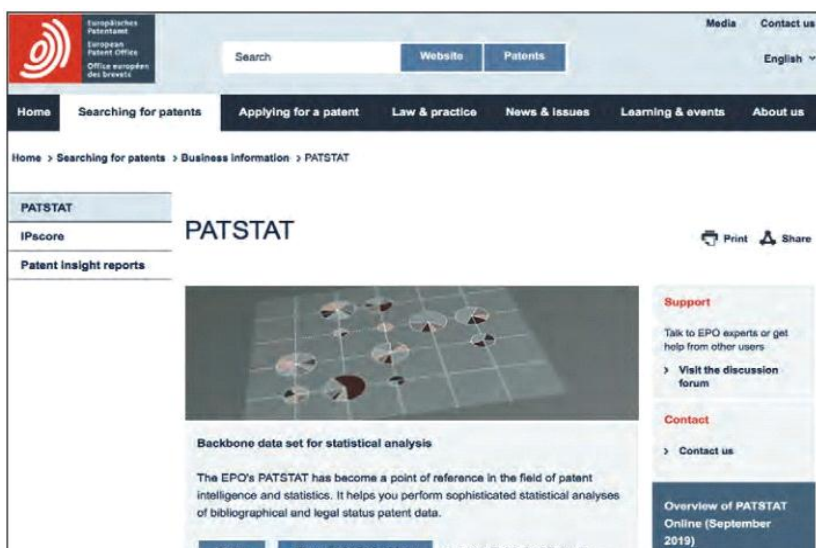 Europäisches
Patentamt
European
Patent Office
Office européen
des brevets
Media Contact us
Search Website Patents
English
Home Searching for patents Applying for a patent Law & practice News & issues Learning & events About us
Home > Searching for patents > Business information > PATSTAT
PATSTAT
IPscore
Patent insight reports
PATSTAT
Print Share
Backbone data set for statistical analysis
The EPO's PATSTAT has become a point of reference in the field of patent
intelligence and statistics. It helps you perform sophisticated statistical analyses
of bibliographical and legal status patent data.
Support
Talk to EPO experts or get
help from other users
> Visit the discussion
forum
Contact
> Contact us
Overview of PATSTAT
Online (September
2019)